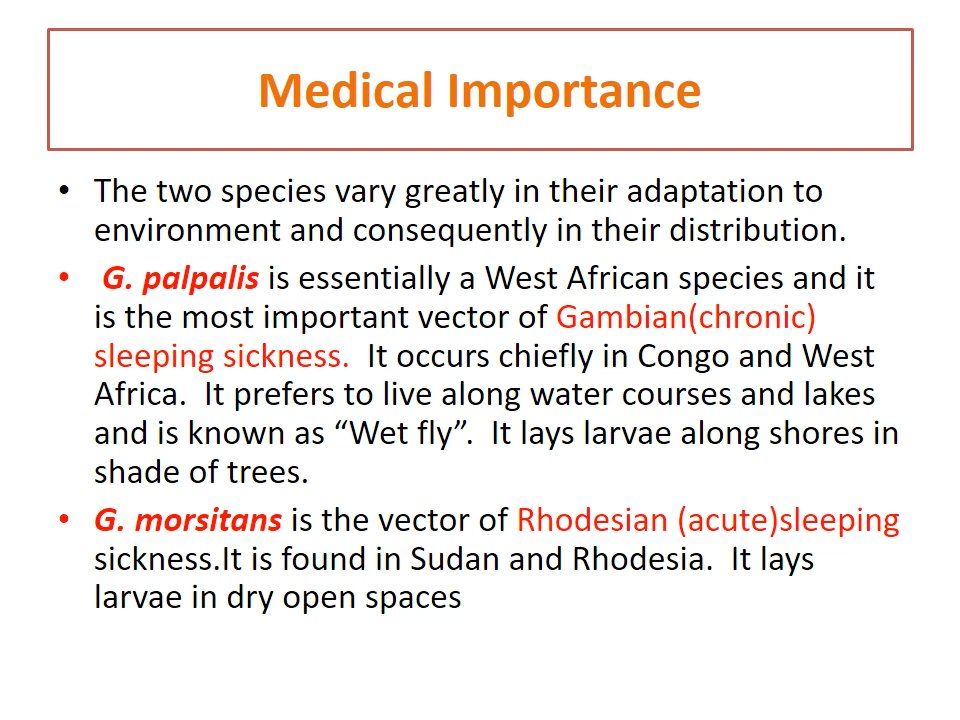 Medical Importance
• The two species vary greatly in their adaptation to
environment and consequently in their distribution.
• G. palpalis is essentially a West African species and it
is the most important vector of Gambian(chronic)
sleeping sickness.  It occurs chiefly in Congo and West
Africa.  It prefers to live along water courses and lakes
and is known as “Wet fly”.  It lays larvae along shores in
shade of trees.
• G. morsitans is the vector of Rhodesian (acute)sleeping
sickness.It is found in Sudan and Rhodesia.  It lays
larvae in dry open spaces